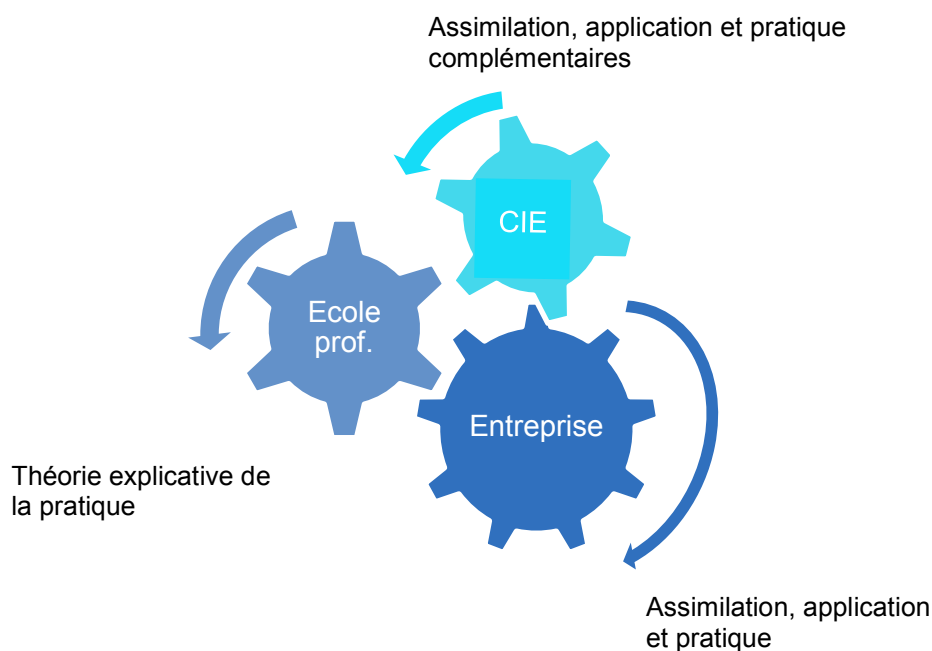 Assimilation, application et pratique
complémentaires
CIE
Ecole
prof.
Entreprise
Théorie explicative de
la pratique
Assimilation, application
et pratique